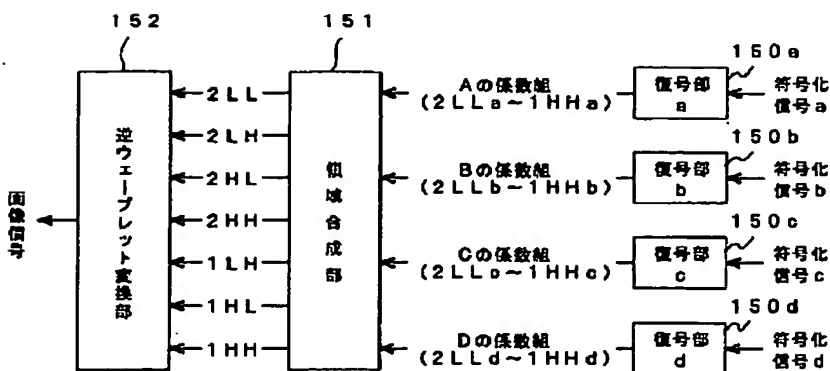 152
151
150a
逆ウェーブレット変換部
領域合成部
画像信号
2LL
2LH
2HL
2HH
1LH
1HL
1HH
Aの係数組
(2LLa~1HHa)
復号部
a
符号化
信号a
150b
Bの係数組
(2LLb~1HHb)
復号部
b
符号化
信号b
150c
Cの係数組
(2LLc~1HHc)
復号部
c
符号化
信号c
150d
Dの係数組
(2LLd~1HHd)
復号部
d
符号化
信号d